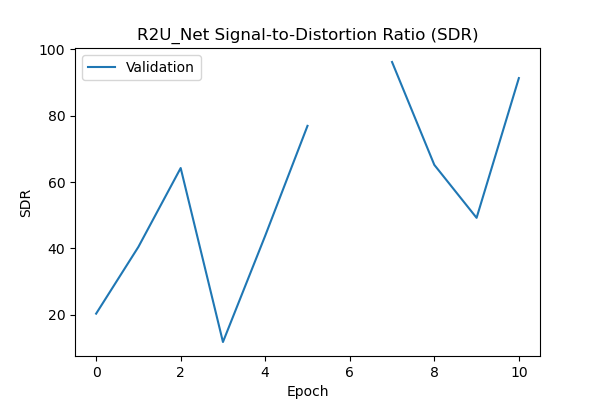 R2U_Net Signal-to-Distortion Ratio (SDR)
Validation
SDR
100
80
60
40
20
0 2 4 6 8 10
Epoch